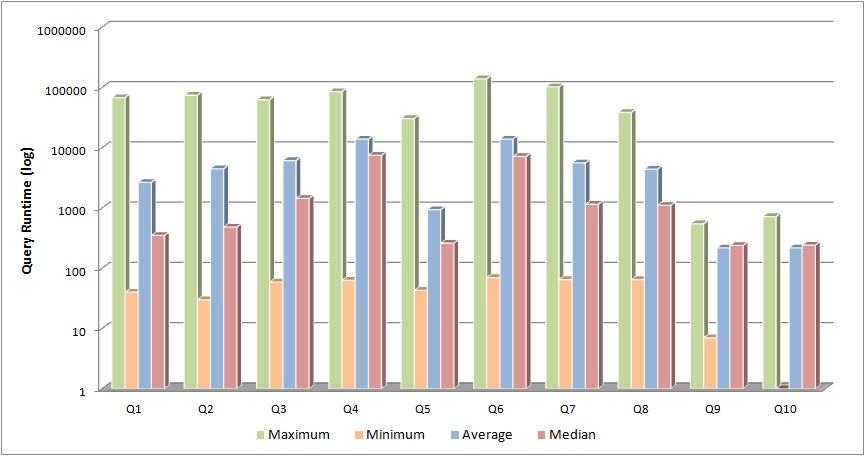 Query Runtime (log)
1000000
100000
10000
1000
100
10
1
Q1 Q2 Q3 Q4 Q5 Q6 Q7 Q8 Q9 Q10
Maximum Minimum Average Median